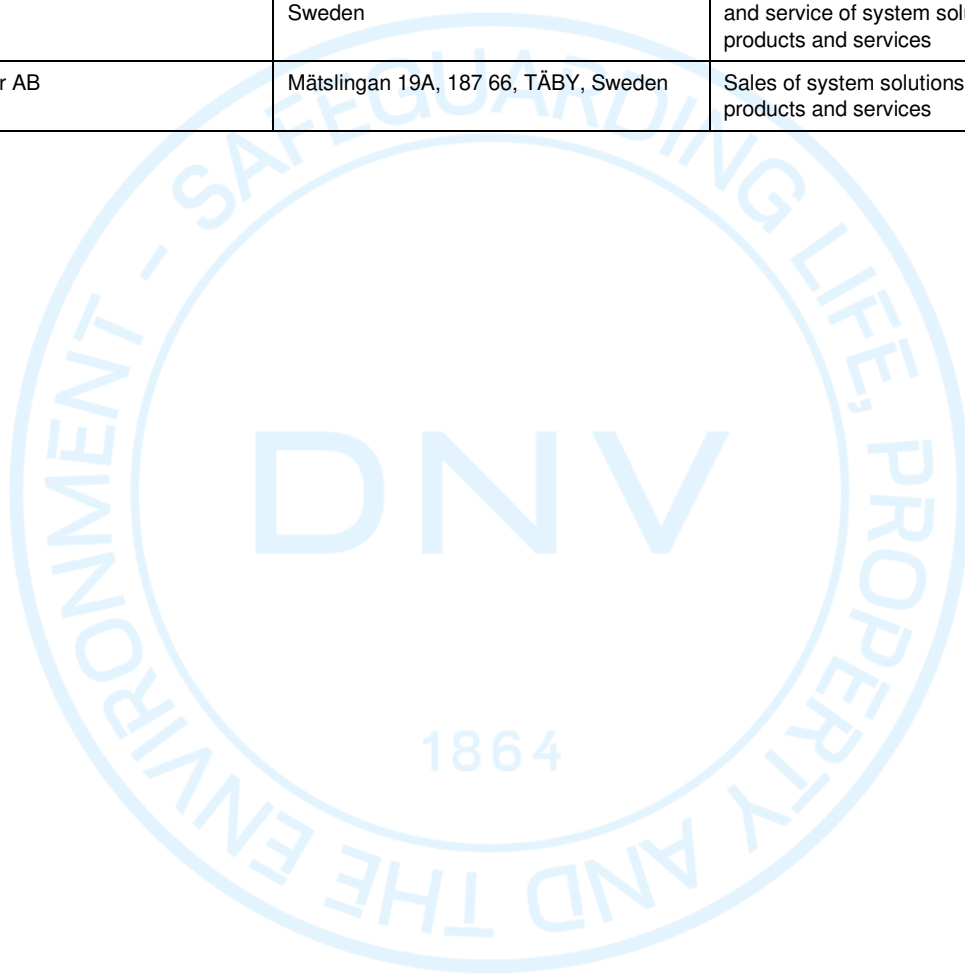 Sweden
and service of system solu
products and services
r AB
Mätslingan 19A, 187 66, TÄBY, Sweden
Sales of system solutions
products and services
SAFEGUARDING LIFE, PROPERTY AND THE ENVIRONMENT -
DNV
1864